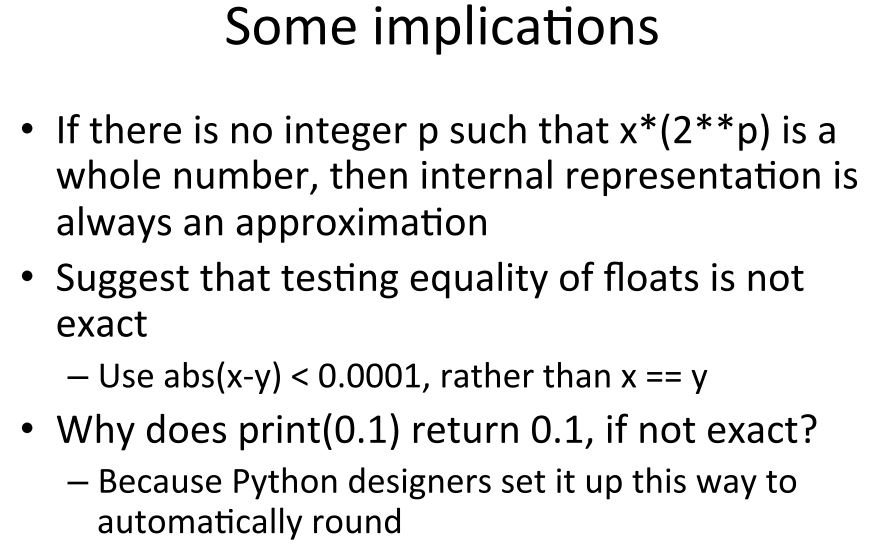 Some implications
• If there is no integer p such that x*(2**p) is a
whole number, then internal representation is
always an approximation
• Suggest that testing equality of floats is not
exact
– Use abs(x-y) < 0.0001, rather than x == y
• Why does print(0.1) return 0.1, if not exact?
– Because Python designers set it up this way to
automatically round